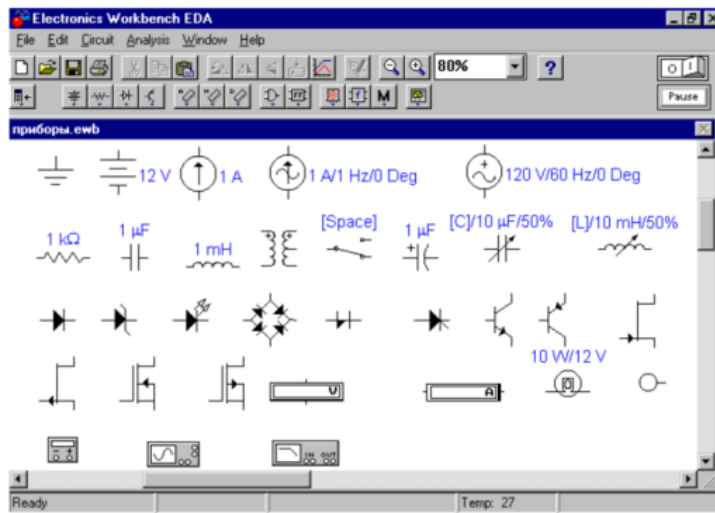 Electronics Workbench EDA
File Edit Circuit Analysis Window Help
80% ?
Pause
M
приборы.ewb
12 V 1 A 1 A/1 Hz/0 Deg 120 V/60 Hz/0 Deg
1 kΩ 1 µF 1 mH [Space] 1 µF [C]/10 µF/50% [L]/10 mH/50%
10 W/12 V
V A
IN OUT
Ready Temp: 27